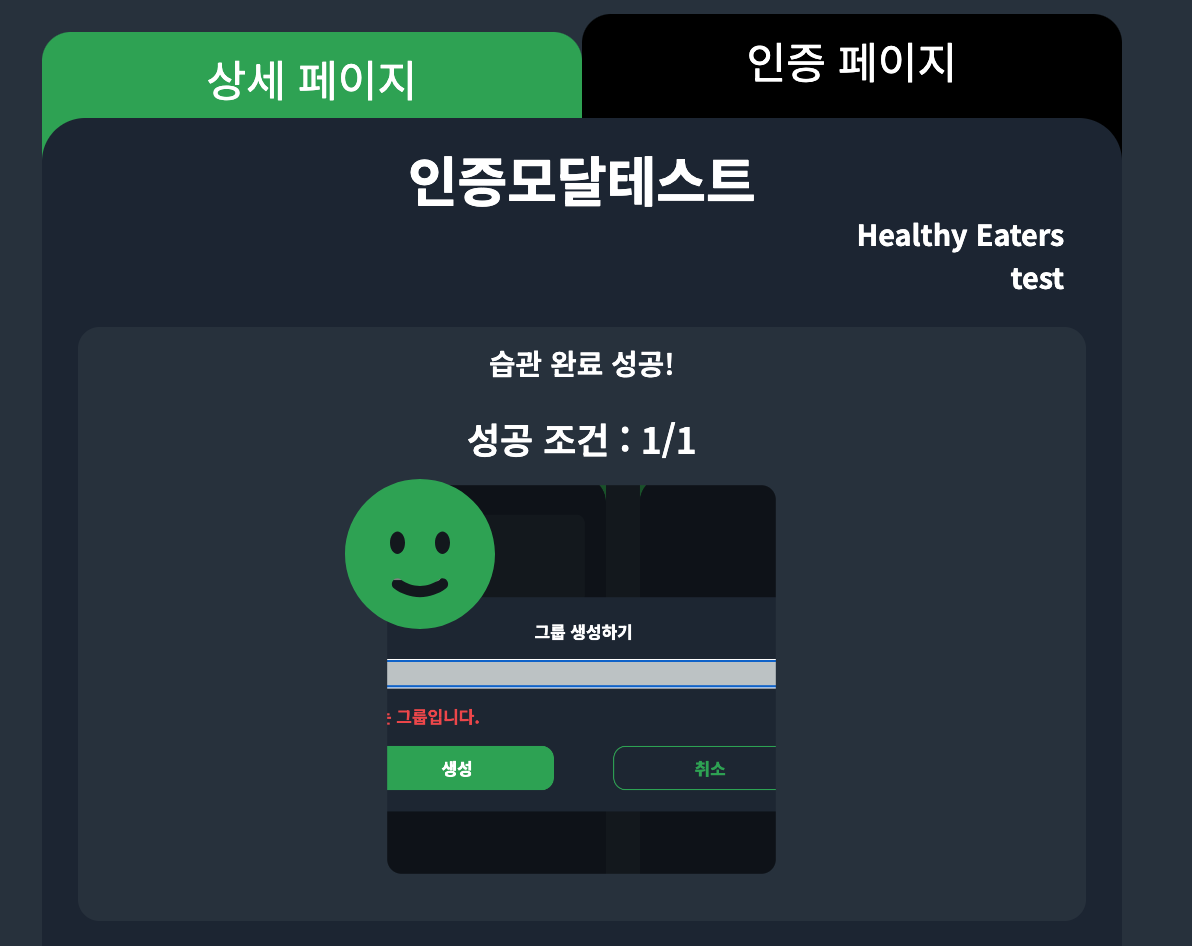 상세 페이지
인증 페이지
인증모달테스트
Healthy Eaters
test
습관 완료 성공!
성공 조건 : 1/1
그룹 생성하기
그룹입니다.
생성
취소